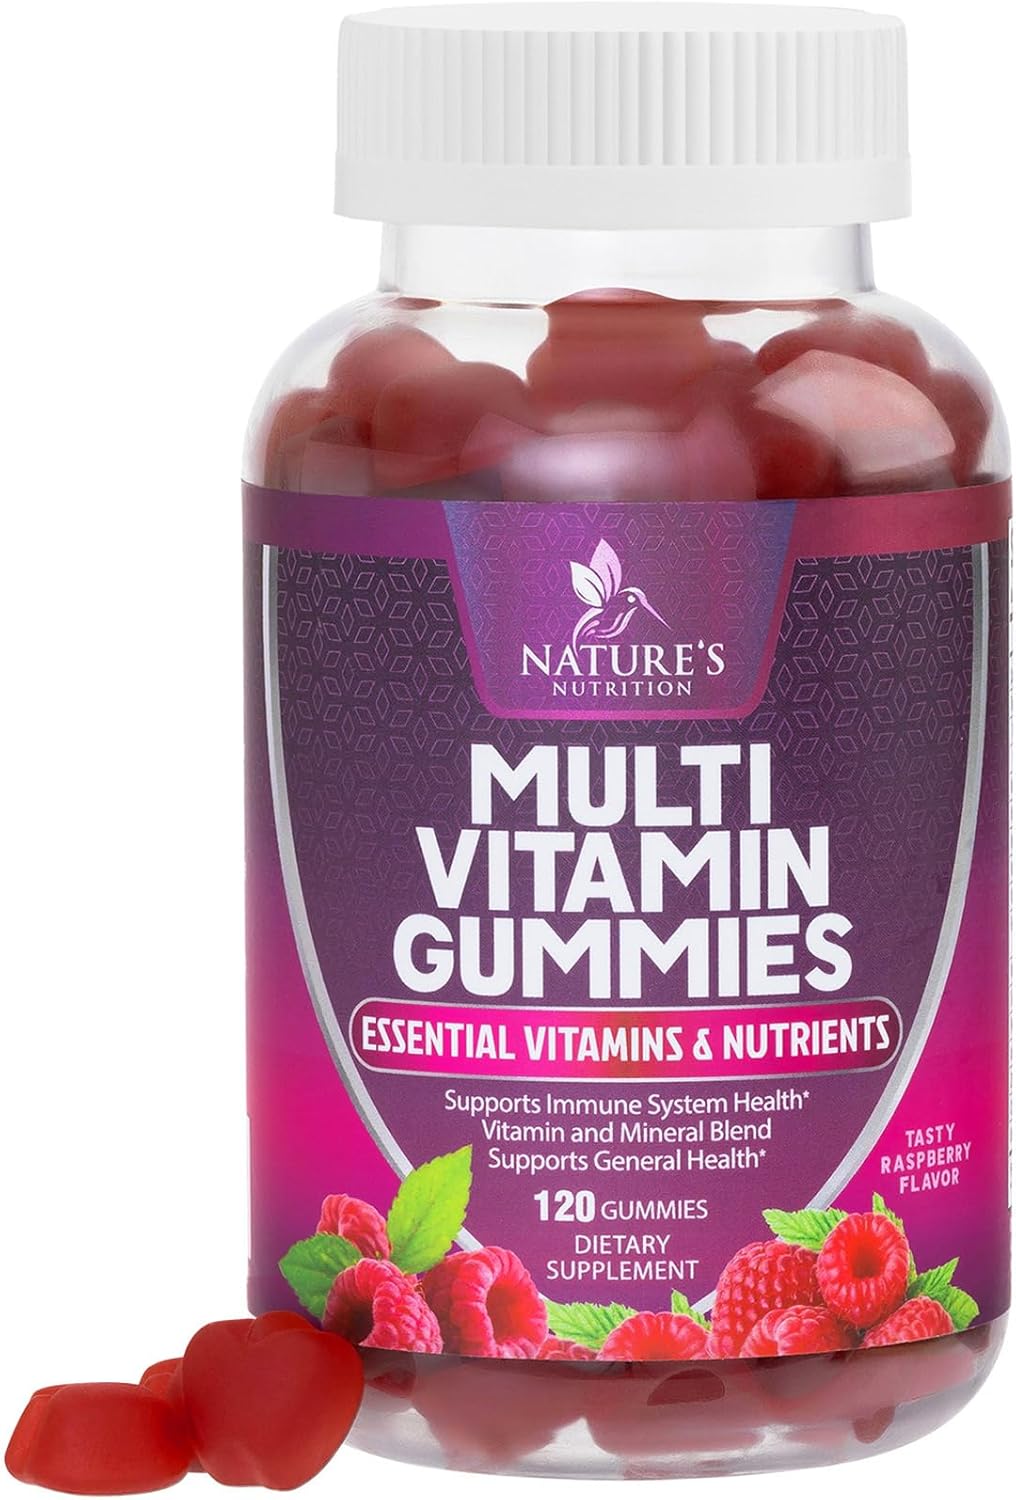 NATURE'S
NUTRITION
MULTI
VITAMIN
GUMMIES
ESSENTIAL VITAMINS & NUTRIENTS
Supports Immune System Health*
Vitamin and Mineral Blend
Supports General Health*
120 GUMMIES
DIETARY
SUPPLEMENT
TASTY
RASPBERRY
FLAVOR